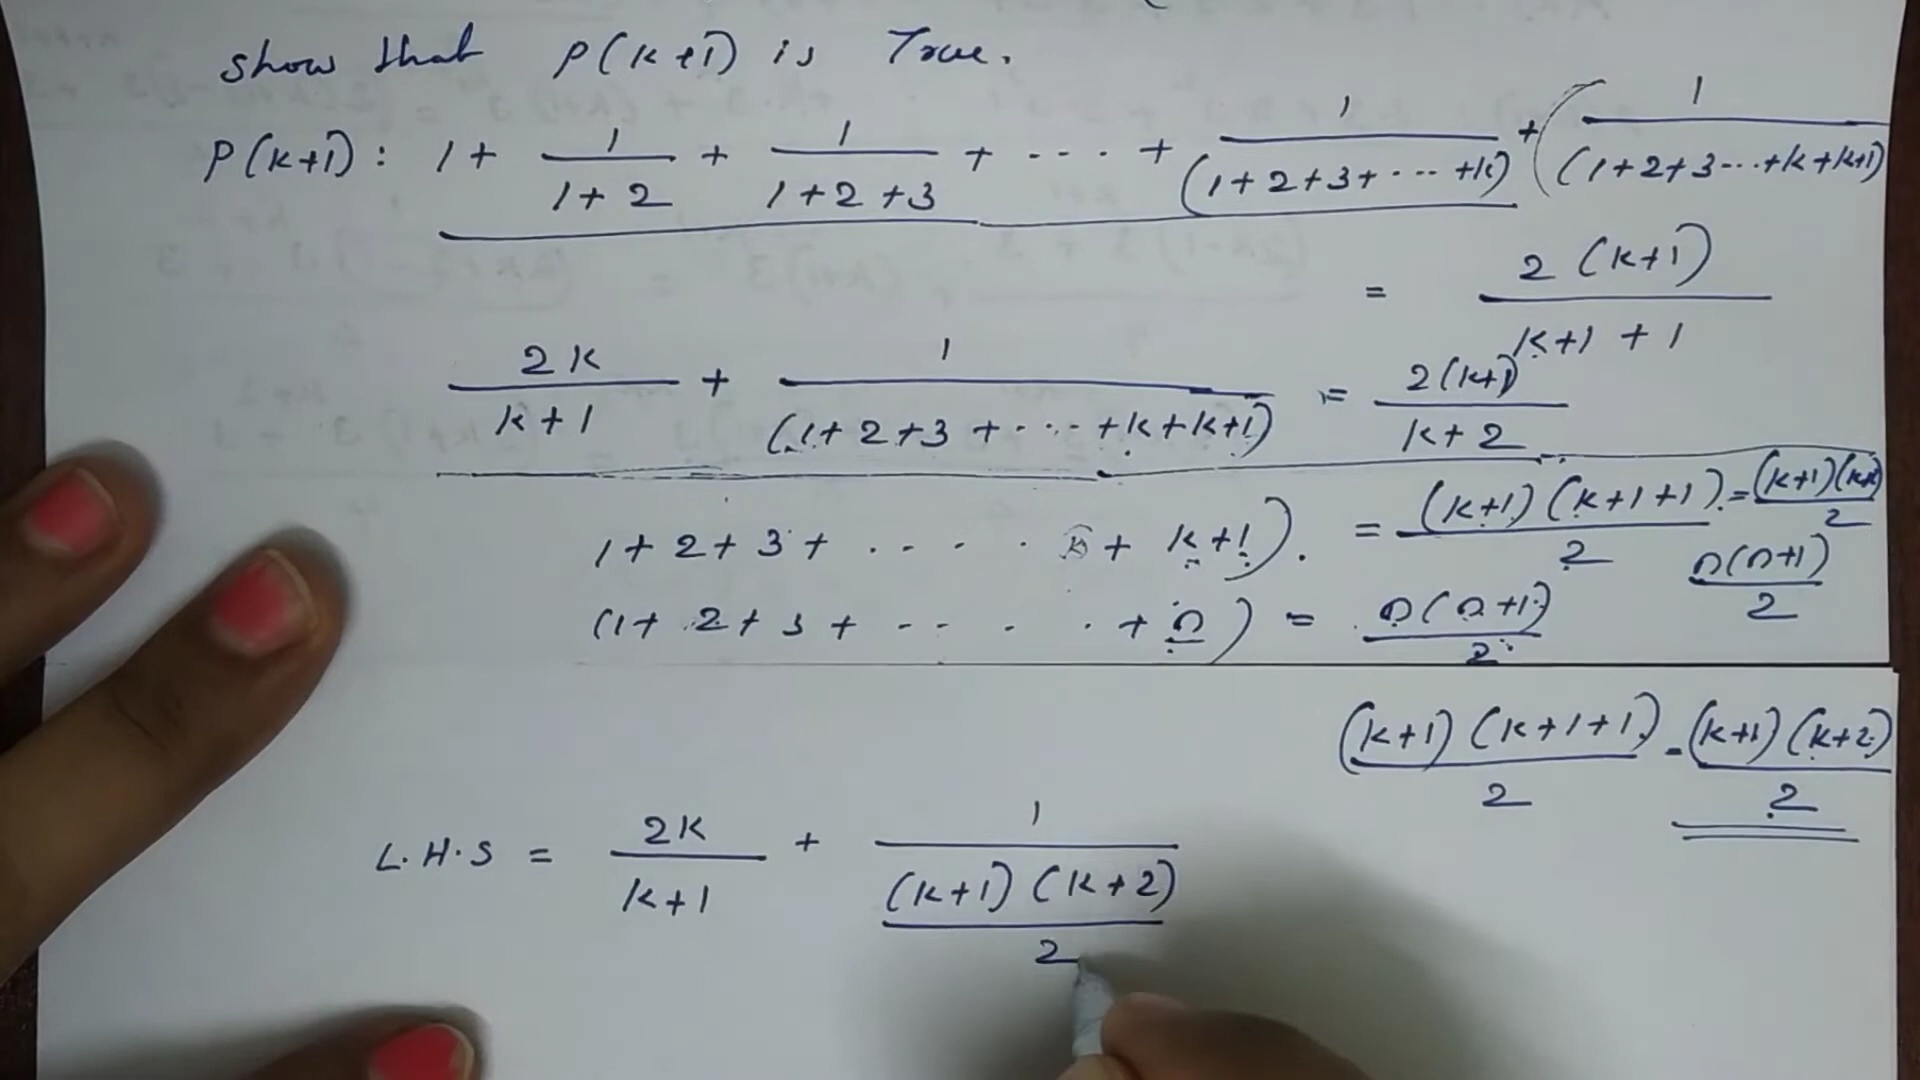 show that P(k+1) is True.
P(k+1): 1 + 1/(1+2) + 1/(1+2+3) + ---- + 1/(1+2+3+---+k) + (1/(1+2+3---+k+k+1)
= 2(k+1)/(k+1+1)
2k/(k+1) + 1/(1+2+3+----+k+k+1) = 2(k+1)/(k+2)
1+2+3+ ..... k + k+1). = (k+1)(k+1+1)/2 = (k+1)(k+2)/2
n(n+1)/2
(1+2+3+ -- . . + n) = n(n+1)/2
(k+1)(k+1+1)/2 = (k+1)(k+2)/2
L.H.S = 2k/(k+1) + 1/((k+1)(k+2)/2)